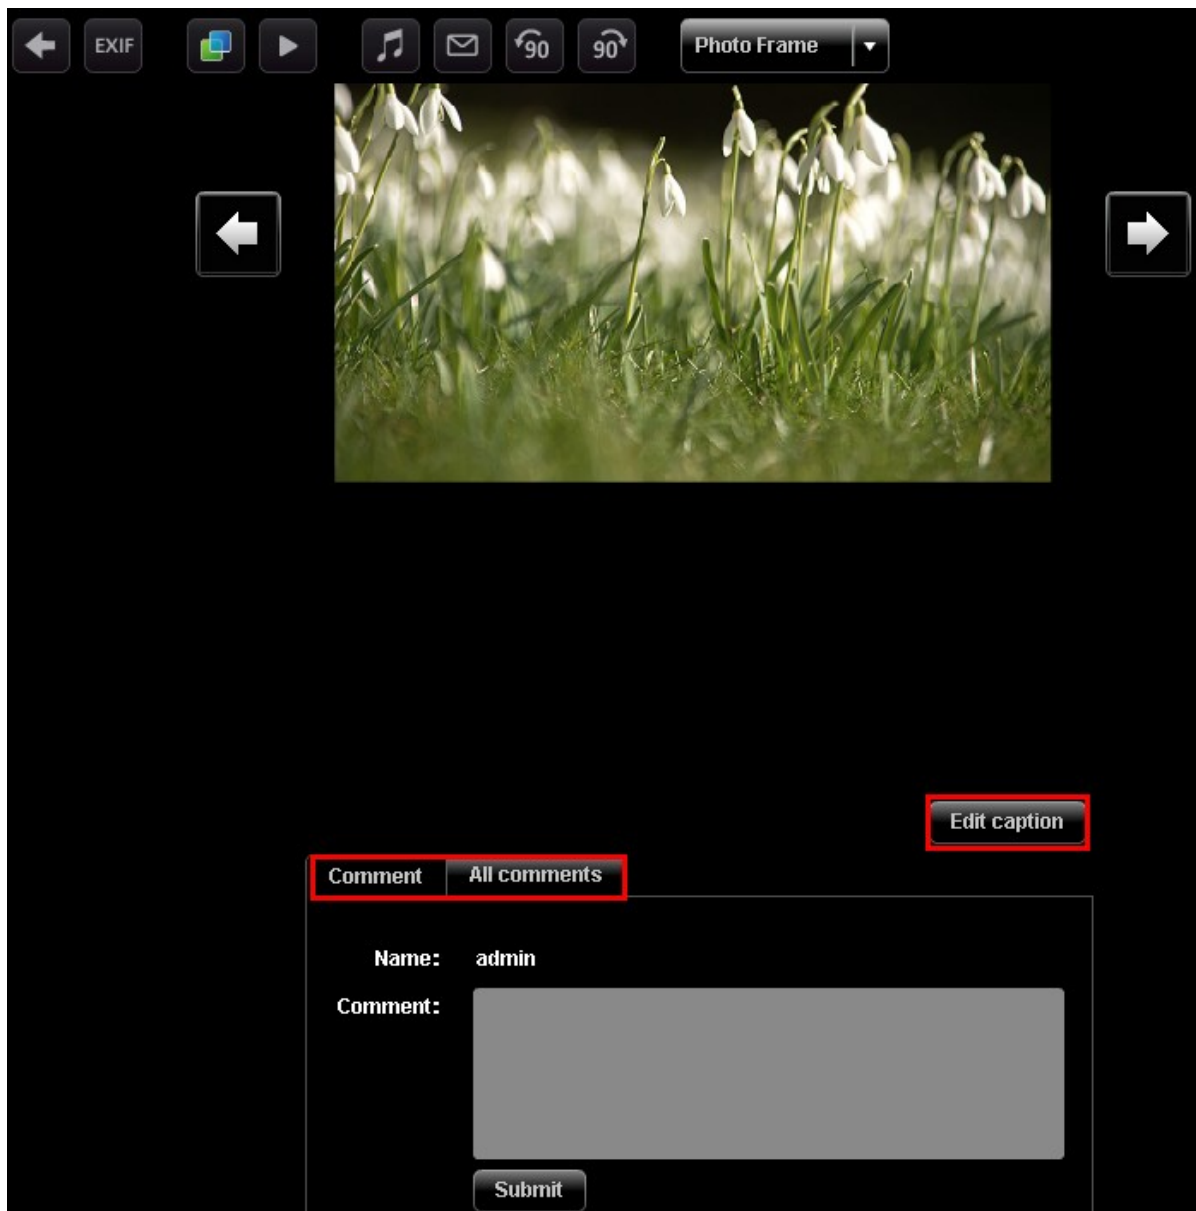 EXIF
90
90
Photo Frame
Edit caption
Comment
All comments
Name: admin
Comment:
Submit